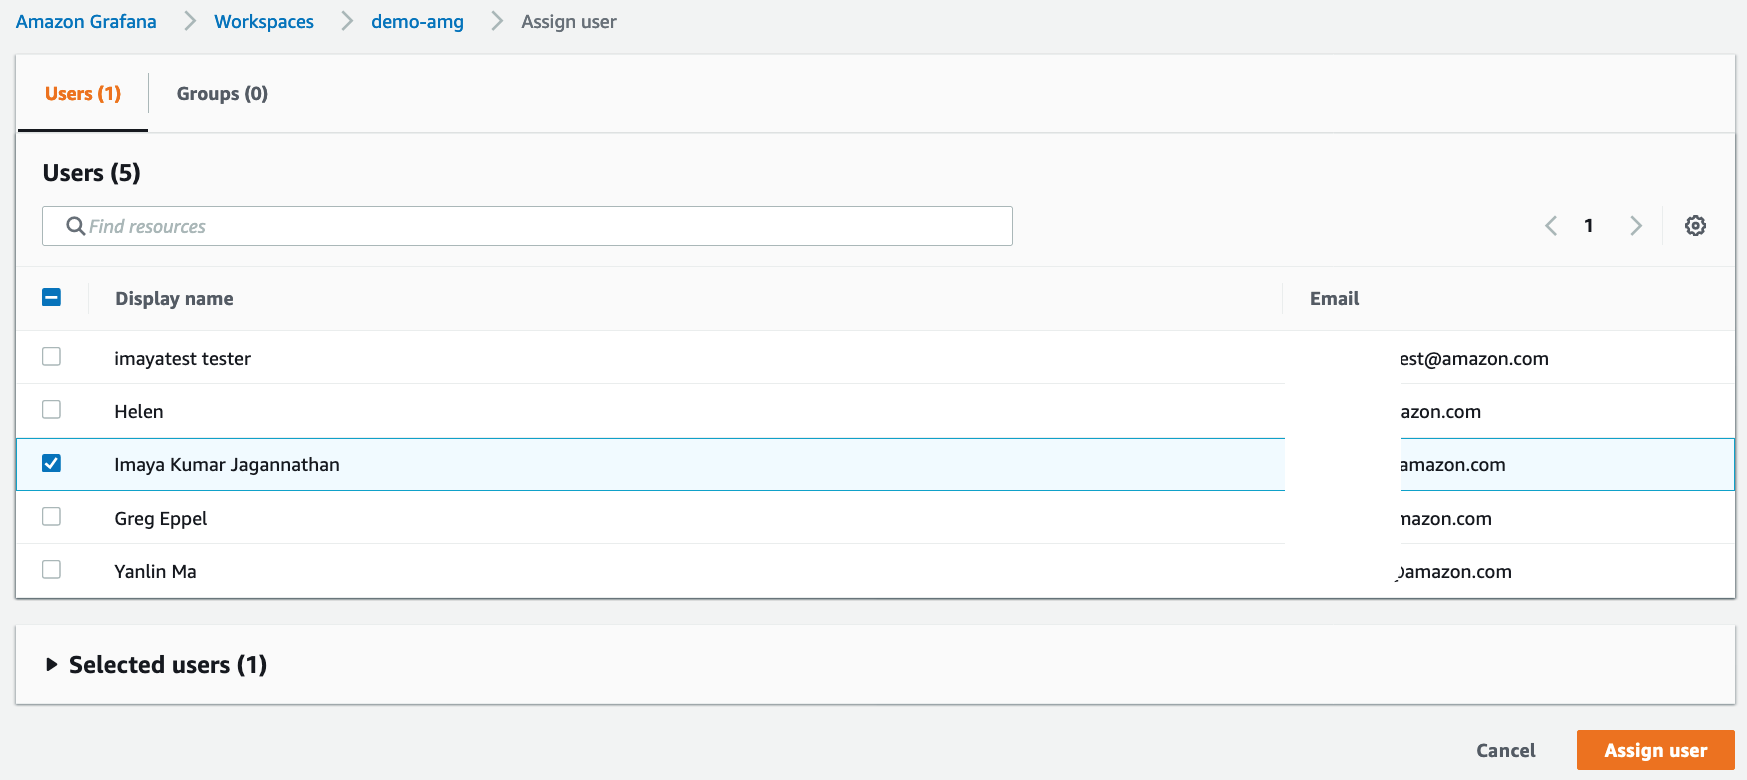 Amazon Grafana > Workspaces > demo-amg > Assign user
Users (1) Groups (0)
Users (5)
Find resources 1
Display name Email
imayatest tester est@amazon.com
Helen azon.com
Imaya Kumar Jagannathan amazon.com
Greg Eppel mazon.com
Yanlin Ma @amazon.com
Selected users (1)
Cancel Assign user